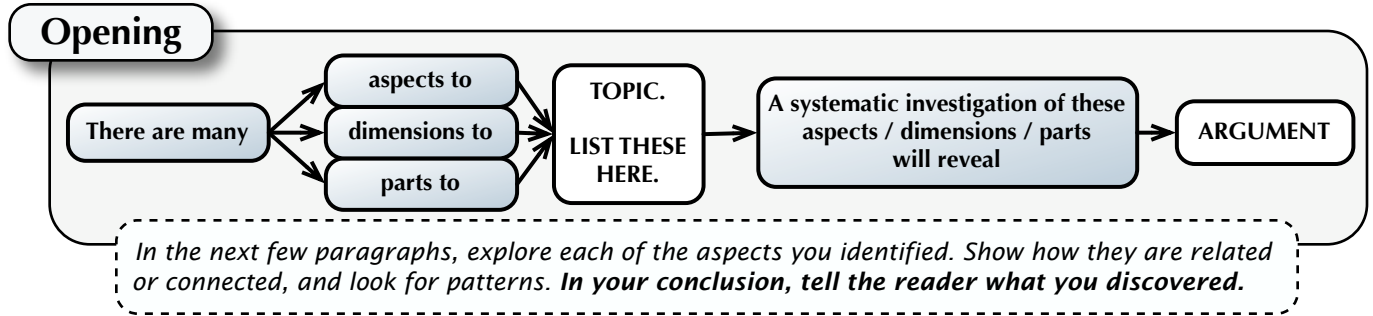 Opening
There are many
aspects to
dimensions to
parts to
TOPIC.
LIST THESE
HERE.
A systematic investigation of these
aspects / dimensions / parts
will reveal
ARGUMENT
In the next few paragraphs, explore each of the aspects you identified. Show how they are related
or connected, and look for patterns. In your conclusion, tell the reader what you discovered.